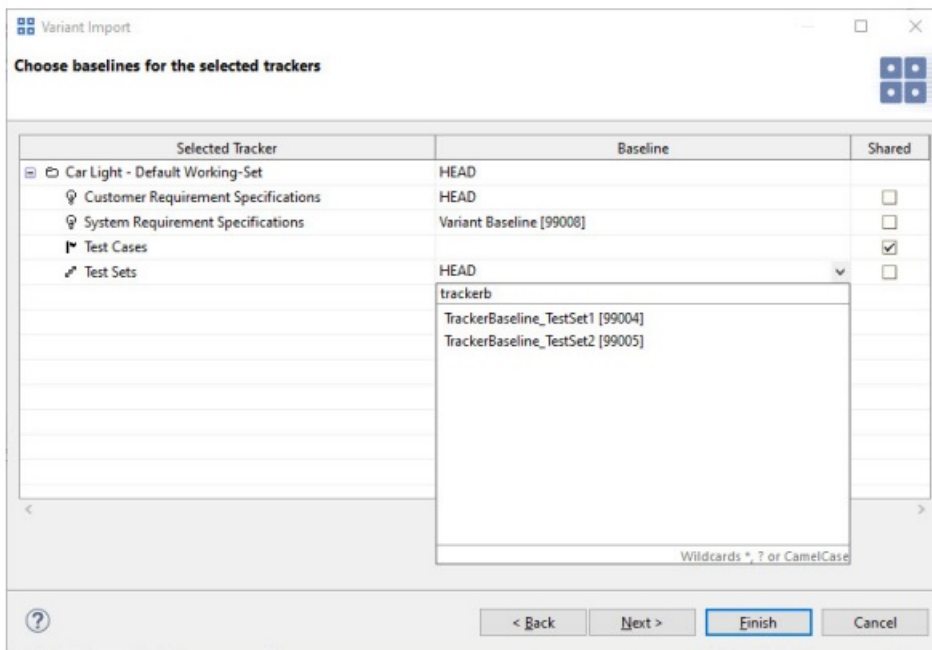 Variant Import
Choose baselines for the selected trackers
Selected Tracker Baseline Shared
Car Light - Default Working-Set HEAD
Customer Requirement Specifications HEAD
System Requirement Specifications Variant Baseline [99008]
Test Cases
Test Sets HEAD
trackerb
TrackerBaseline_TestSet1 [99004]
TrackerBaseline_TestSet2 [99005]
Wildcards *, ? or CamelCase
< Back Next > Finish Cancel